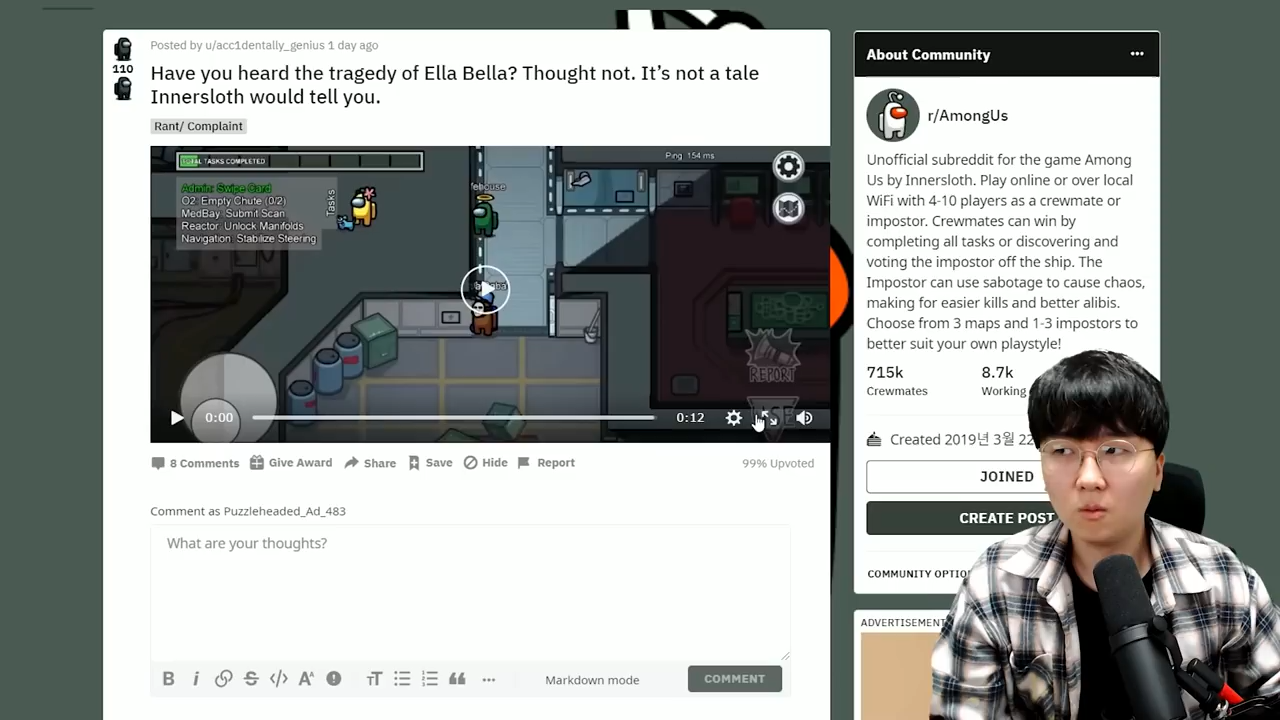 Posted by u/acc1dentally_genius 1 day ago
110
Have you heard the tragedy of Ella Bella? Thought not. It's not a tale
Innersloth would tell you.
Rant/ Complaint
TOTAL TASKS COMPLETED
Ping: 154 ms
Admin: Swipe Card
O2: Empty Chute (0/2)
MedBay: Submit Scan
Reactor: Unlock Manifolds
Navigation: Stabilize Steering
Tasks
REPORT
USE
0:00
0:12
8 Comments
Give Award
Share
Save
Hide
Report
99% Upvoted
Comment as Puzzleheaded_Ad_483
What are your thoughts?
B
i
Markdown mode
COMMENT
About Community
r/AmongUs
Unofficial subreddit for the game Among
Us by Innersloth. Play online or over local
WiFi with 4-10 players as a crewmate or
impostor. Crewmates can win by
completing all tasks or discovering and
voting the impostor off the ship. The
Impostor can use sabotage to cause chaos,
making for easier kills and better alibis.
Choose from 3 maps and 1-3 impostors to
better suit your own playstyle!
715k
8.7k
Crewmates
Working
Created 2019년 3월 22
JOINED
CREATE POST
COMMUNITY OPTIO
ADVERTISEMENT